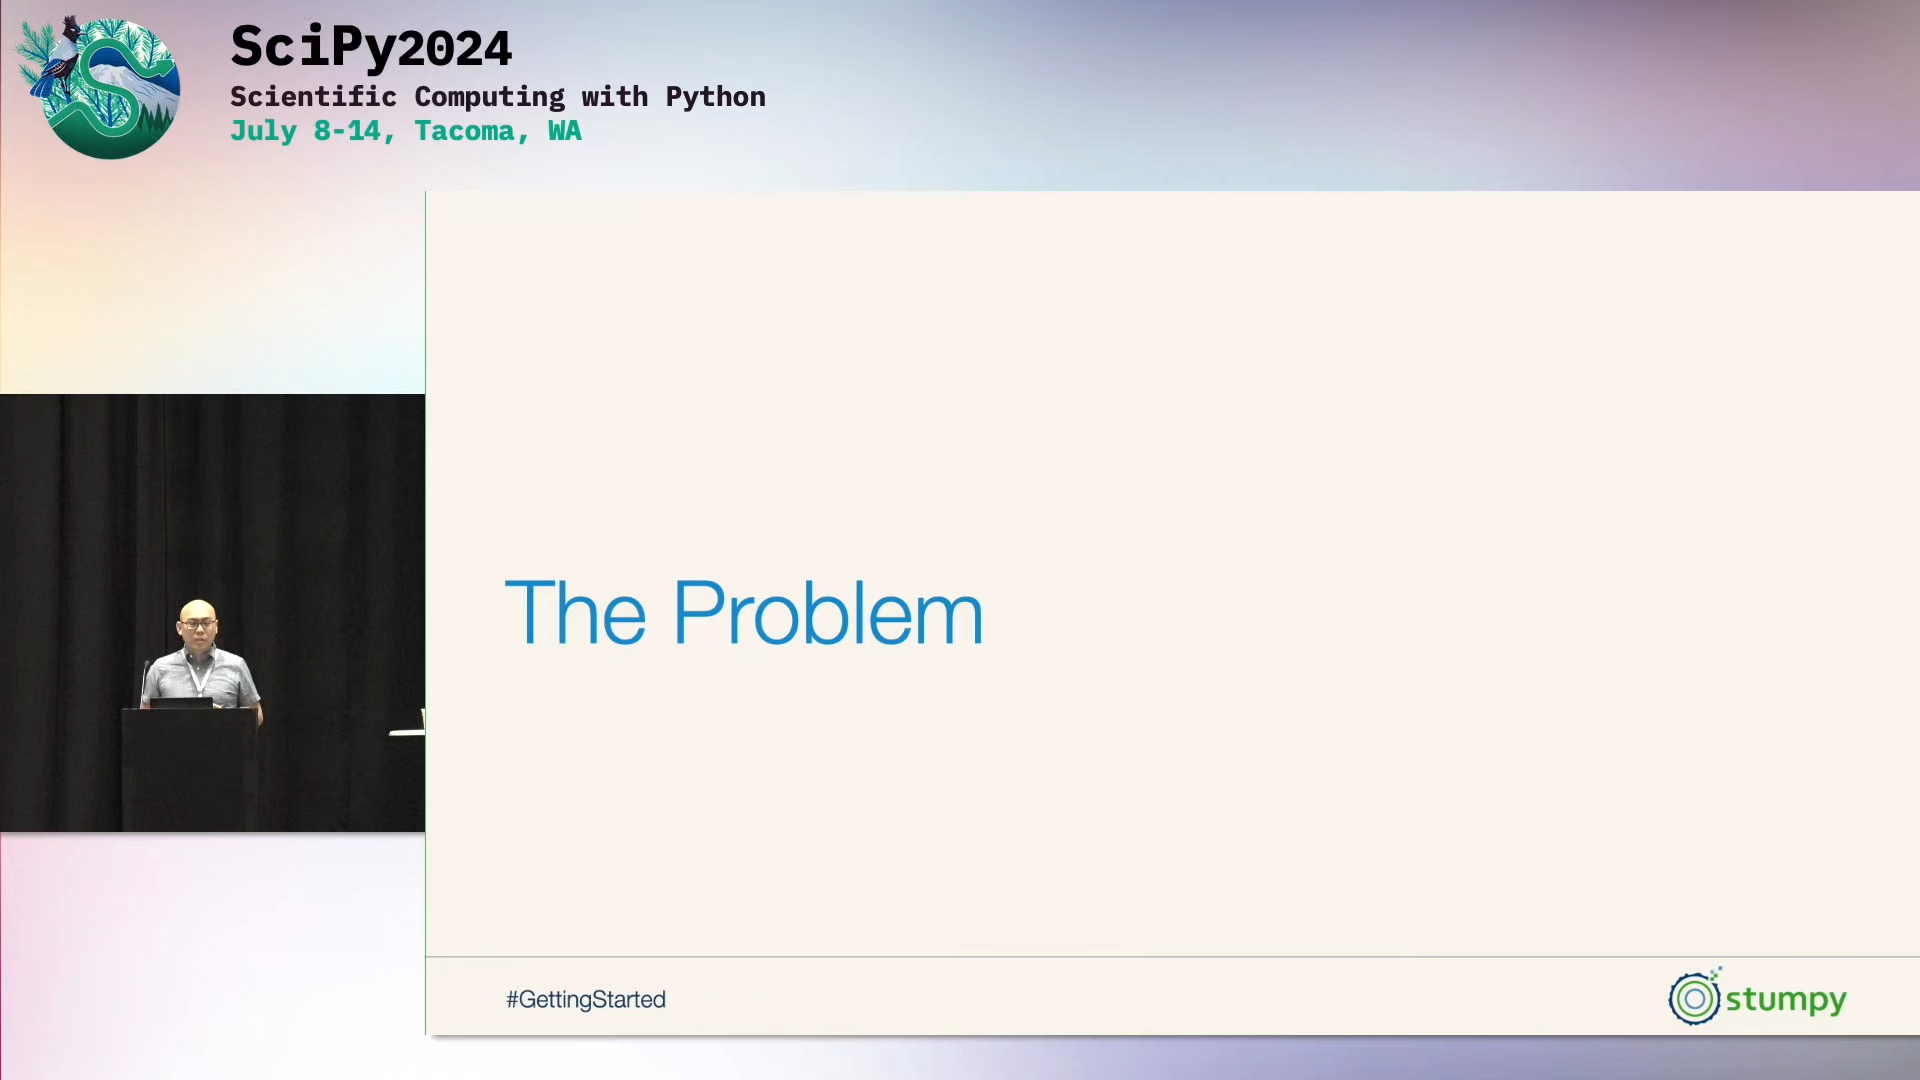 SciPy2024
Scientific Computing with Python
July 8-14, Tacoma, WA
The Problem
#GettingStarted
stumpy